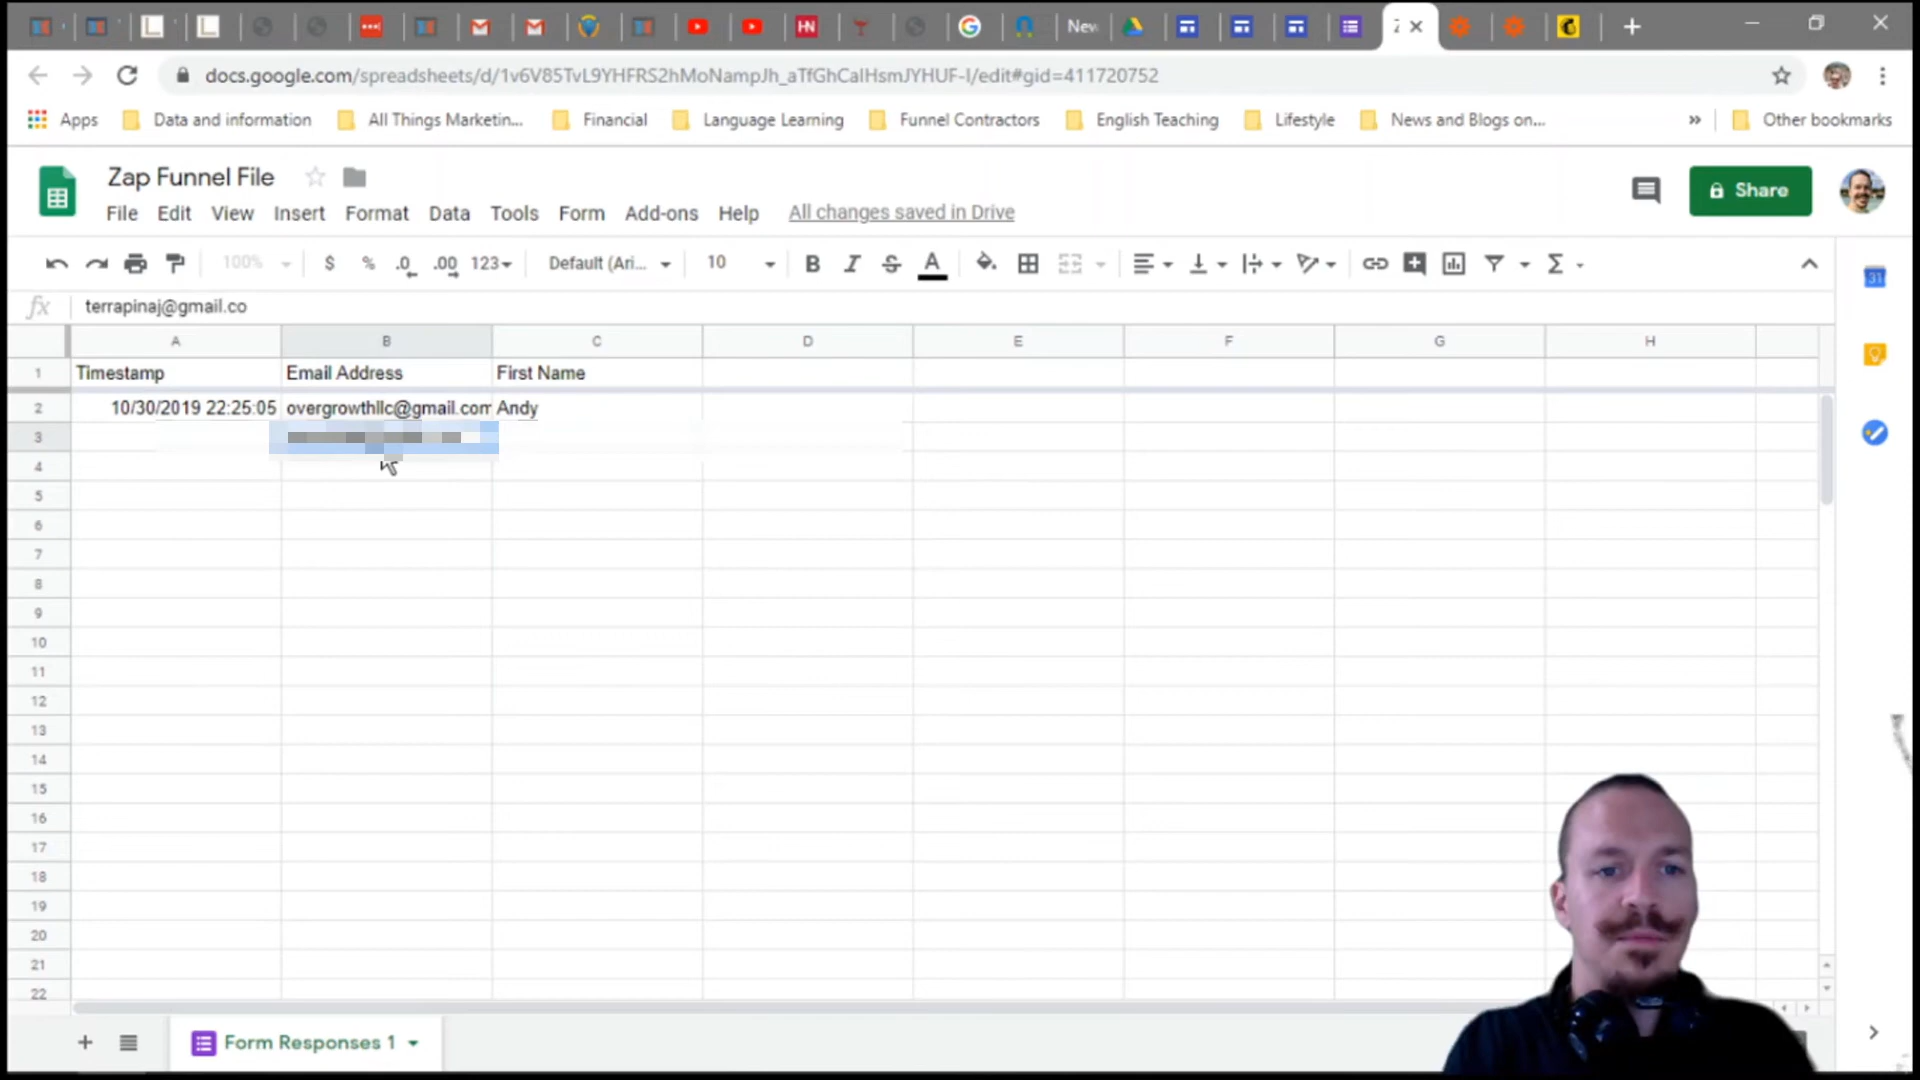 New
docs.google.com/spreadsheets/d/1v6V85TvL9YHFRS2hMoNampJh_aTfGhCalHsmJYHUF-I/edit#gid=411720752
Apps Data and information All Things Marketin... Financial Language Learning Funnel Contractors English Teaching Lifestyle News and Blogs on... » Other bookmarks
Zap Funnel File
Share
File Edit View Insert Format Data Tools Form Add-ons Help All changes saved in Drive
100% $ % .0 .00 123 Default (Ari... 10 B I S A Σ
31
fx terrapinaj@gmail.co
A B C D E F G H
1 Timestamp Email Address First Name
2 10/30/2019 22:25:05 overgrowthllc@gmail.com Andy
3
4
5
6
7
8
9
10
11
12
13
14
15
16
17
18
19
20
21
22
+ Form Responses 1